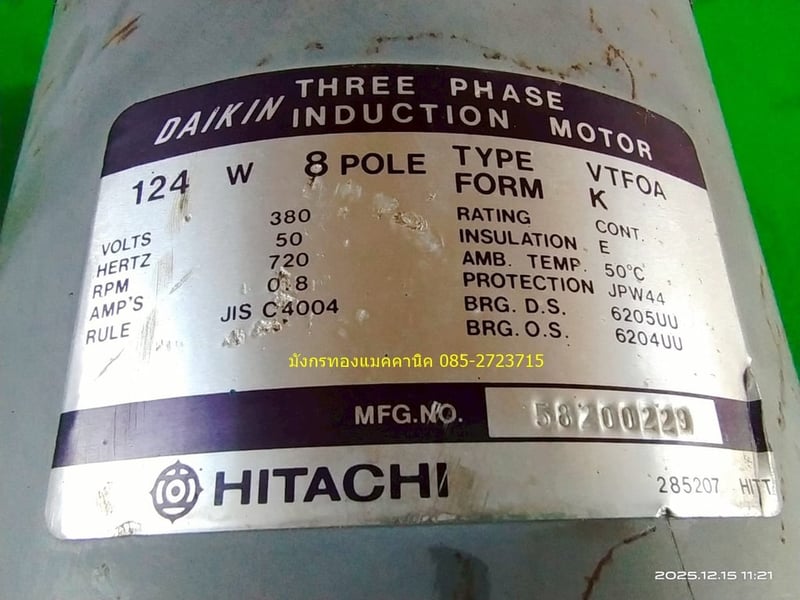 DAIKIN THREE PHASE INDUCTION MOTOR
124 W 8 POLE
TYPE VTFOA
FORM K
VOLTS 380
HERTZ 50
RPM 720
AMP'S 0.8
RULE JIS C4004
RATING CONT.
INSULATION E
AMB. TEMP. 50°C
PROTECTION JPW44
BRG. D.S. 6205UU
BRG. O.S. 6204UU
มังกรทองแมคคานิค 085-2723715
MFG.NO. 58200229
HITACHI
285207 HITT
2025.12.15 11:21